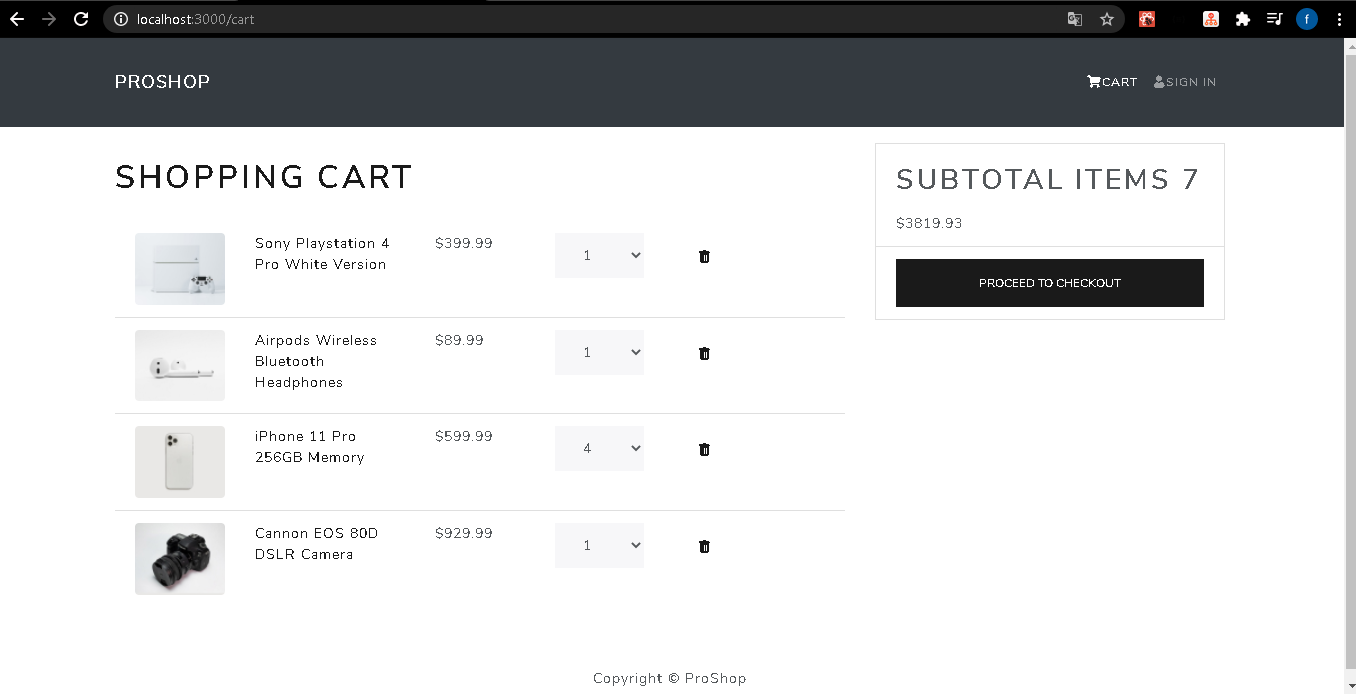 localhost:3000/cart
f
PROSHOP
CART
SIGN IN
SHOPPING CART
Sony Playstation 4
Pro White Version
$399.99
1
Airpods Wireless
Bluetooth
Headphones
$89.99
1
iPhone 11 Pro
256GB Memory
$599.99
4
Cannon EOS 80D
DSLR Camera
$929.99
1
SUBTOTAL ITEMS 7
$3819.93
PROCEED TO CHECKOUT
Copyright © ProShop